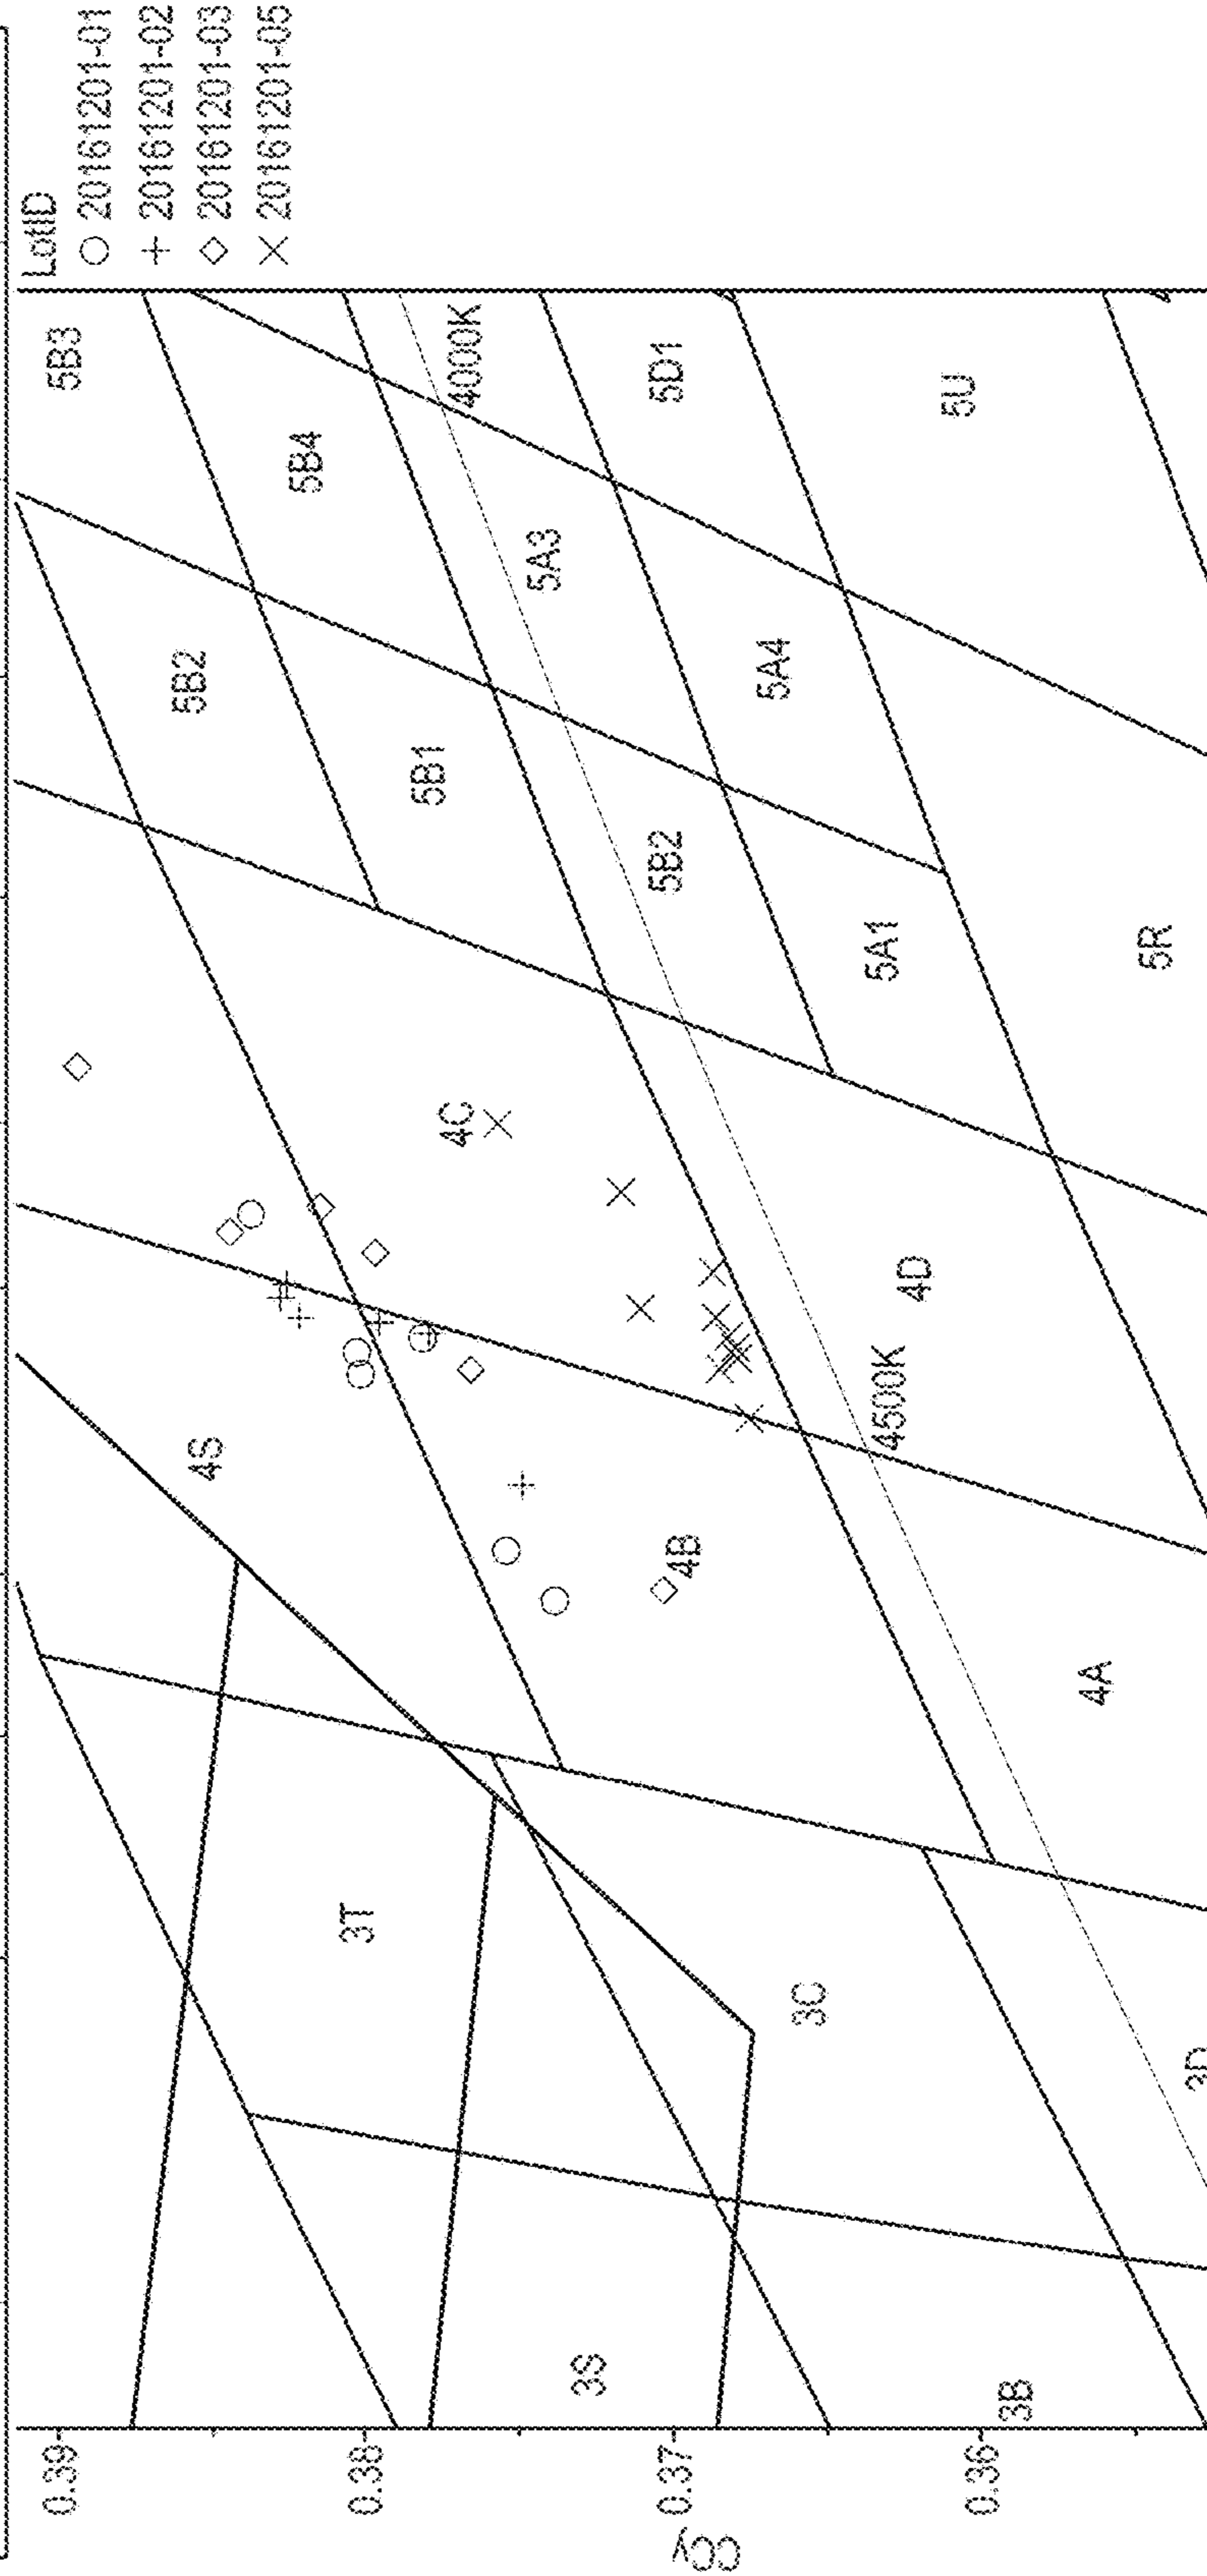 LotID
○ 20161201-01
+ 20161201-02
◇ 20161201-03
× 20161201-05
5B3
5B4
4000K
5D1
5U
5B2
5A3
5A4
5B1
5B2
5A1
5R
4C
4D
4500K
4S
4B
4A
3T
3C
3D
3S
3B
0.39
0.38
0.37
0.36
CCy